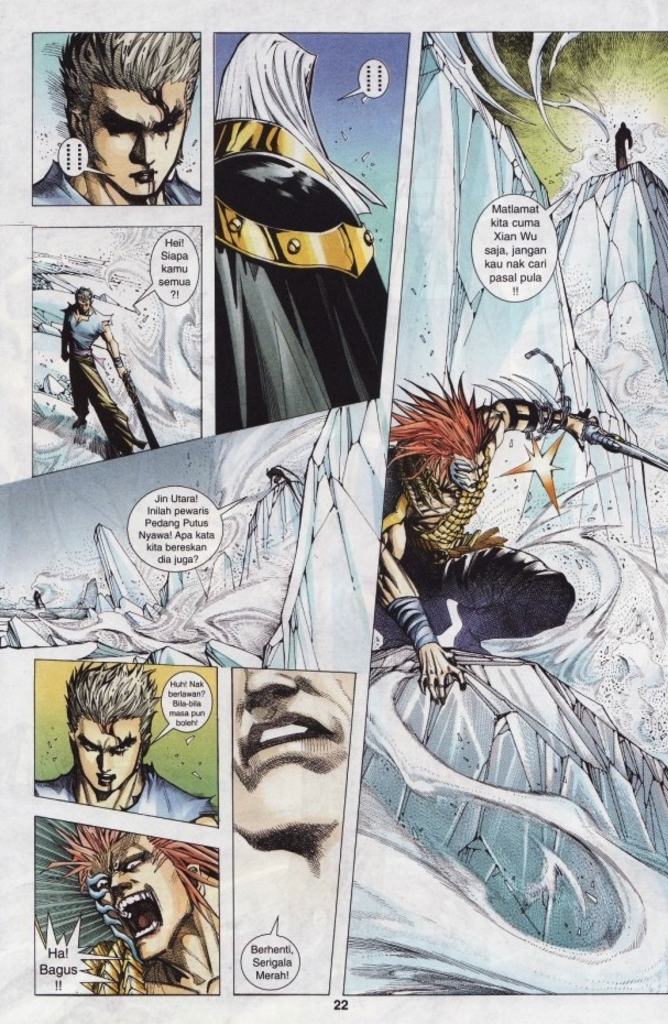 Hei!
Siapa
kamu
semua
?!
Jin Utara!
Inilah pewaris
Pedang Putus
Nyawa! Apa kata
kita bereskan
dia juga?
Huh! Nak
berlawan?
Bila-bila
masa pun
boleh!
Ha!
Bagus
!!
Berhenti,
Serigala
Merah!
Matlamat
kita cuma
Xian Wu
saja, jangan
kau nak cari
pasal pula
!!
22